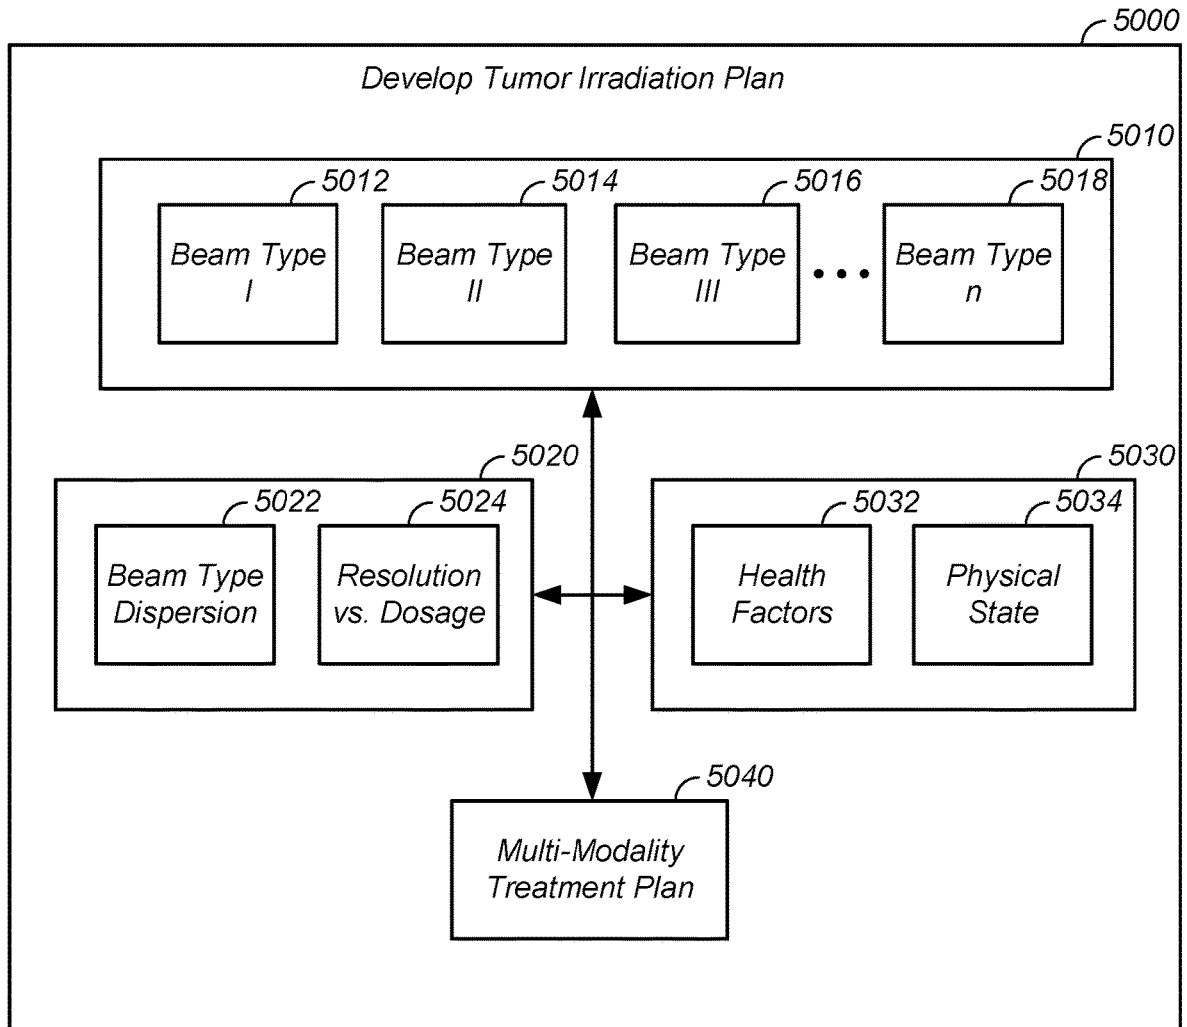 5000
Develop Tumor Irradiation Plan
5010
5012
5014
5016
5018
Beam Type
I
Beam Type
II
Beam Type
III
Beam Type
n
5020
5022
5024
Beam Type
Dispersion
Resolution
vs. Dosage
5030
5032
5034
Health
Factors
Physical
State
5040
Multi-Modality
Treatment Plan